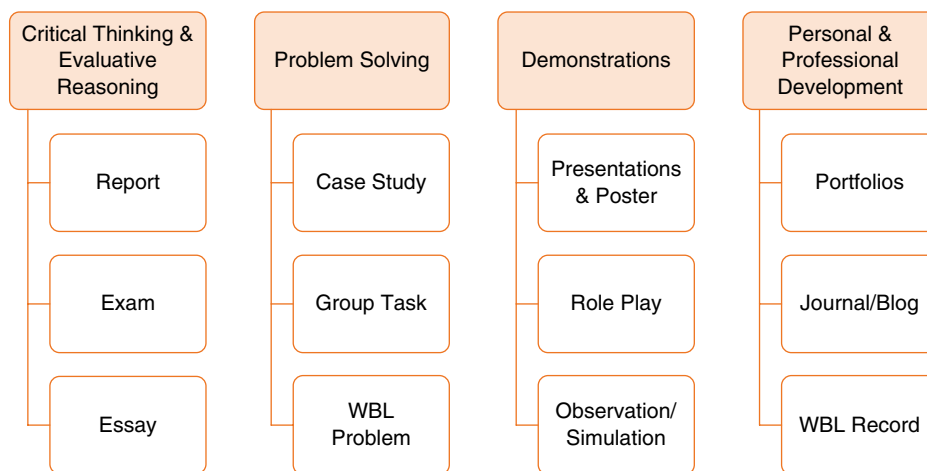 Critical Thinking &
Evaluative
Reasoning
Report
Exam
Essay
Problem Solving
Case Study
Group Task
WBL
Problem
Demonstrations
Presentations
& Poster
Role Play
Observation/
Simulation
Personal &
Professional
Development
Portfolios
Journal/Blog
WBL Record